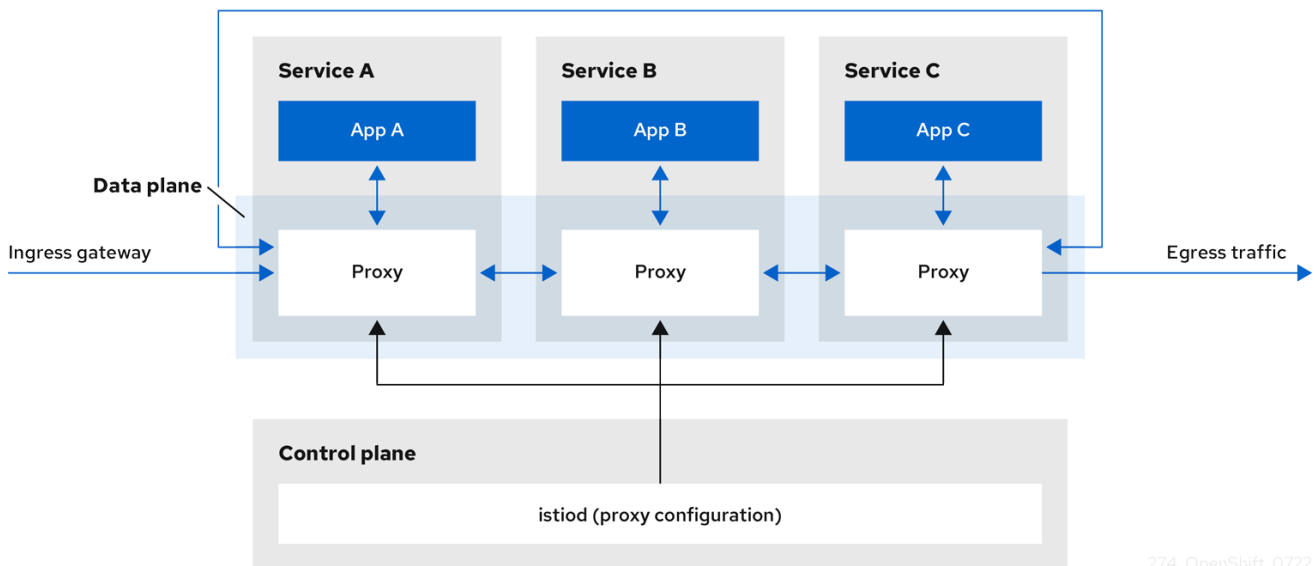 Service A
Service B
Service C
App A
App B
App C
Data plane
Ingress gateway
Proxy
Proxy
Proxy
Egress traffic
Control plane
istiod (proxy configuration)
274_OpenShift_0722